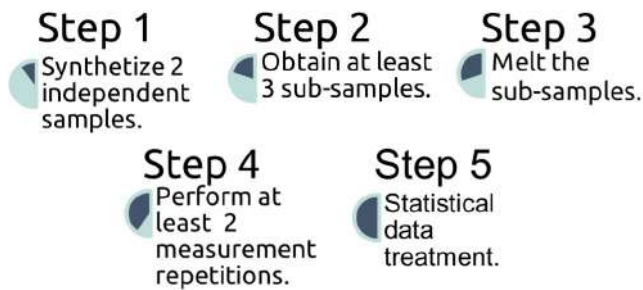 Step 1
Synthetize 2
independent
samples.
Step 2
Obtain at least
3 sub-samples.
Step 3
Melt the
sub-samples.
Step 4
Perform at
least 2
measurement
repetitions.
Step 5
Statistical
data
treatment.